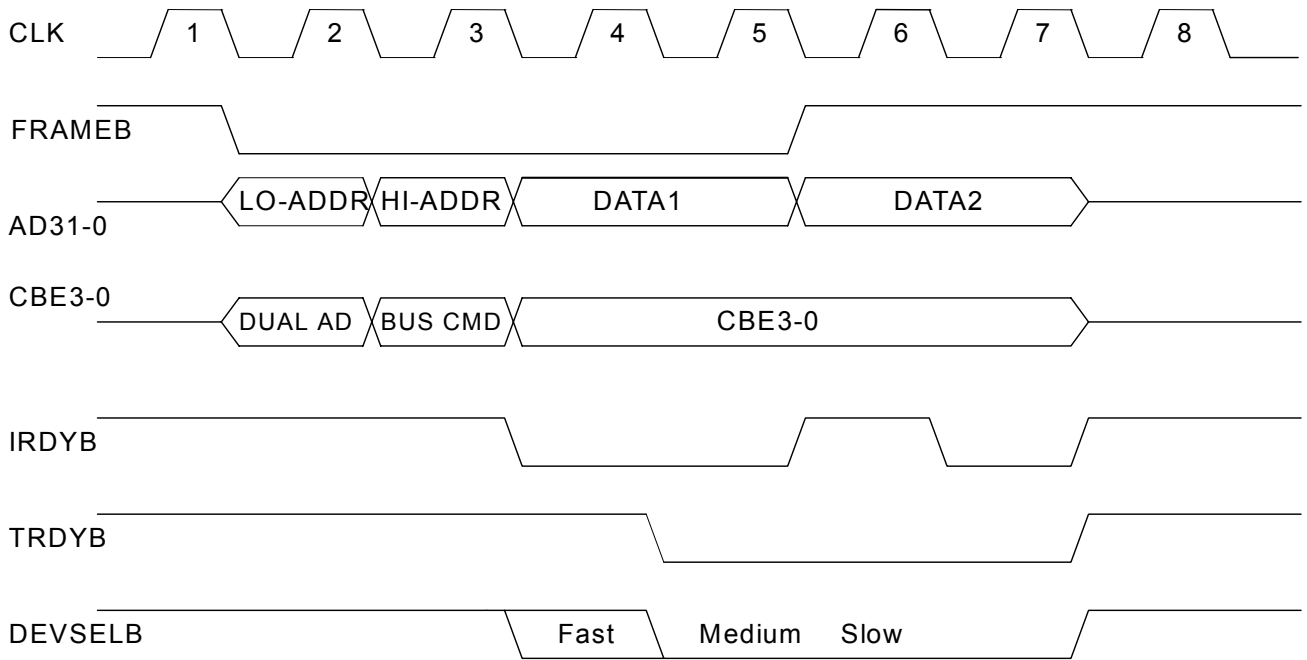 CLK 1 2 3 4 5 6 7 8
FRAMEB
LO-ADDR HI-ADDR DATA1 DATA2
AD31-0
CBE3-0
DUAL AD BUS CMD CBE3-0
IRDYB
TRDYB
DEVSELB Fast Medium Slow